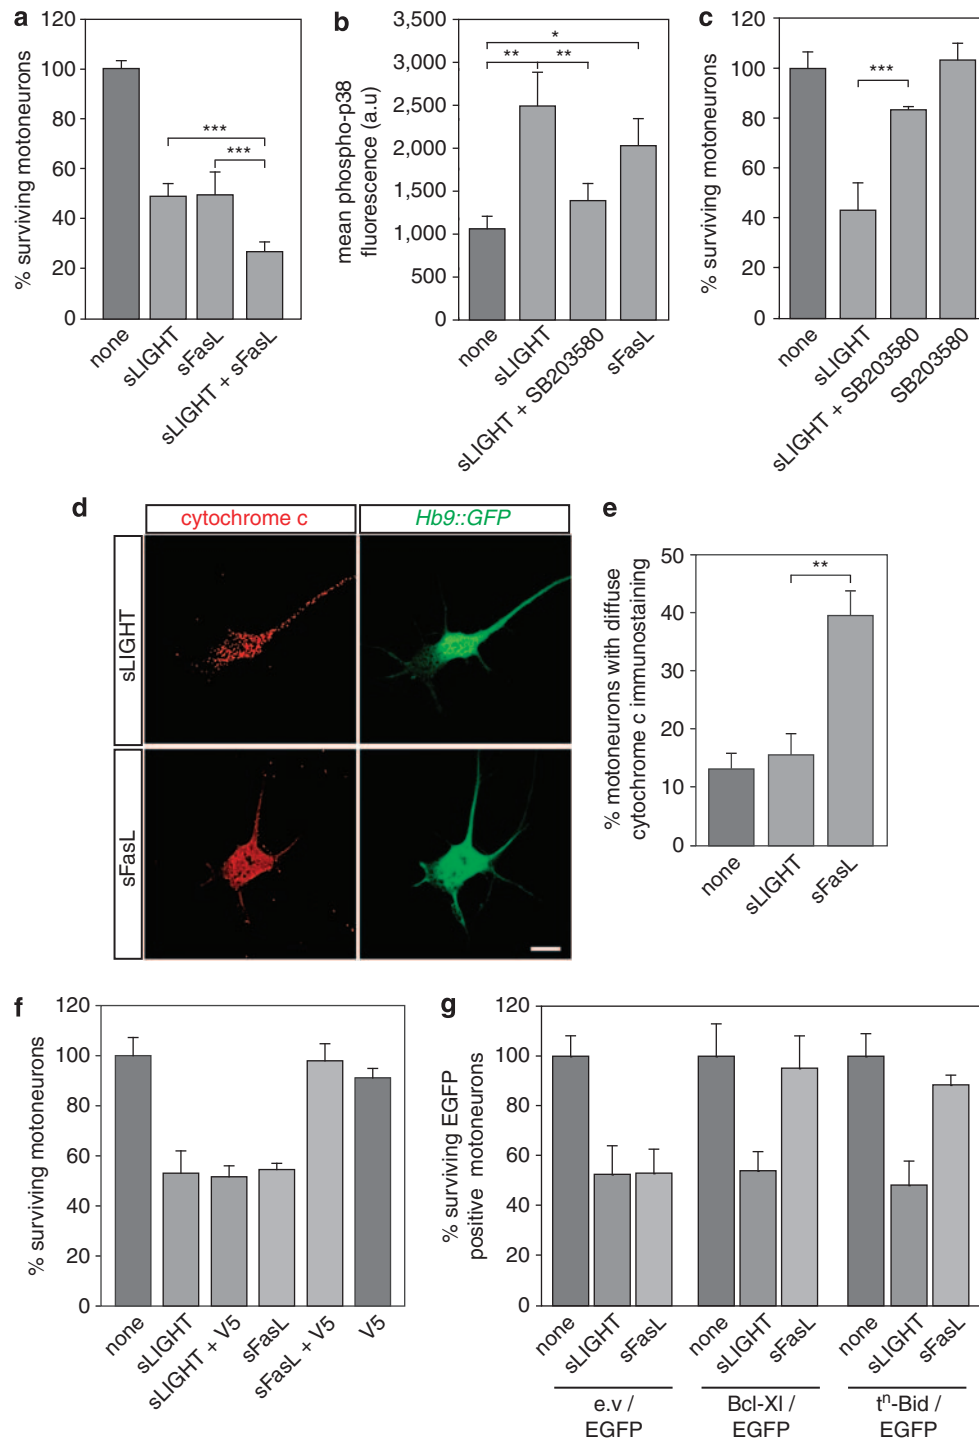 a
120
100
80
60
40
20
0
% surviving motoneurons
***
***
none
sLIGHT
sFasL
sLIGHT + sFasL
b
3,500
3,000
2,500
2,000
1,500
1,000
500
0
mean phospho-p38
fluorescence (a.u)
*
**
**
none
sLIGHT
sLIGHT + SB203580
sFasL
c
120
100
80
60
40
20
0
% surviving motoneurons
***
none
sLIGHT
sLIGHT + SB203580
SB203580
d
cytochrome c
Hb9::GFP
sLIGHT
sFasL
e
50
40
30
20
10
0
% motoneurons with diffuse
cytochrome c immunostaining
**
none
sLIGHT
sFasL
f
120
100
80
60
40
20
0
% surviving motoneurons
none
sLIGHT
sLIGHT + V5
sFasL
sFasL + V5
V5
g
120
100
80
60
40
20
0
% surviving EGFP
positive motoneurons
none
sLIGHT
sFasL
none
sLIGHT
sFasL
none
sLIGHT
sFasL
e.v /
EGFP
Bcl-Xl /
EGFP
tⁿ-Bid /
EGFP